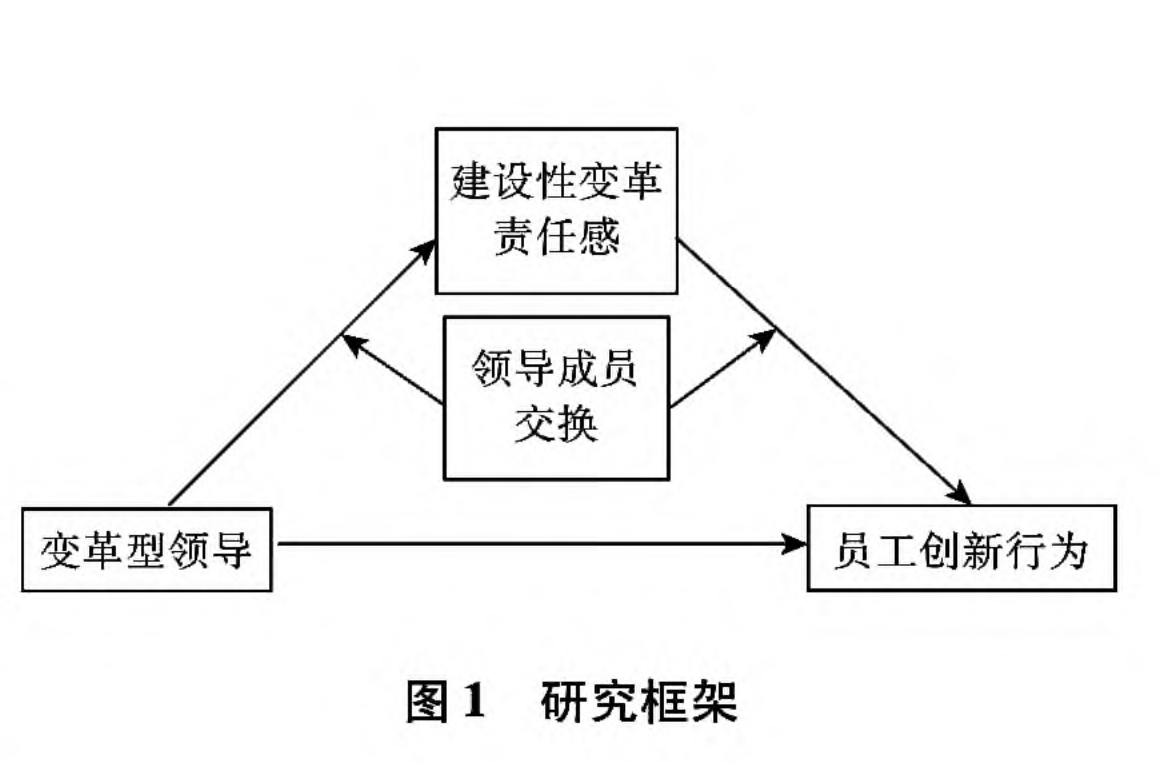 建设性变革
责任感
领导成员
交换
变革型领导
员工创新行为
图1 研究框架